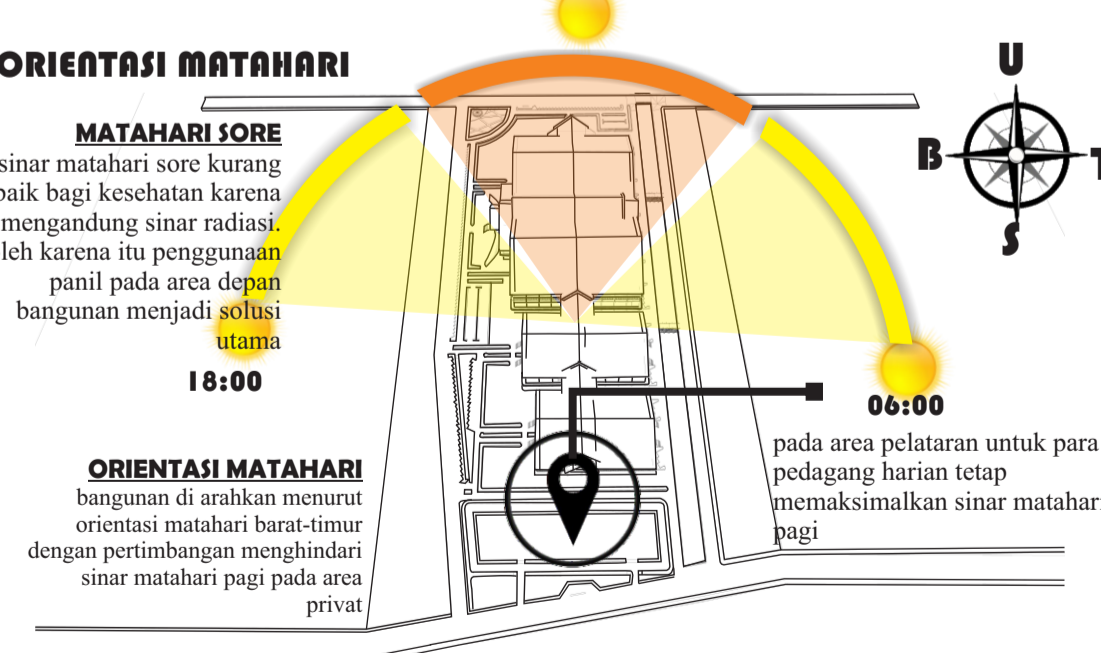 ORIENTASI MATAHARI
U
B
T
S
MATAHARI SORE
sinar matahari sore kurang
baik bagi kesehatan karena
mengandung sinar radiasi.
leh karena itu penggunaan
panil pada area depan
bangunan menjadi solusi
utama
18:00
06:00
ORIENTASI MATAHARI
bangunan di arahkan menurut
orientasi matahari barat-timur
dengan pertimbangan menghindari
sinar matahari pagi pada area
privat
pada area pelataran untuk para
pedagang harian tetap
memaksimalkan sinar matahari
pagi